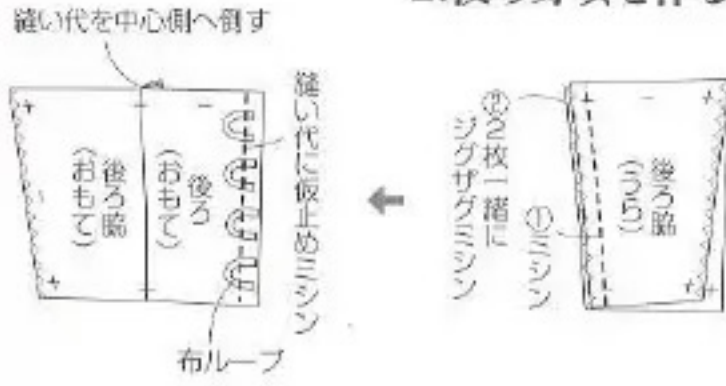 縫い代を中心側へ倒す
②2枚一緒に
ジグザグミシン
①ミシン
後ろ脇
(うら)
縫い代に仮止めミシン
後ろ
(おもて)
後ろ脇
(おもて)
布ループ